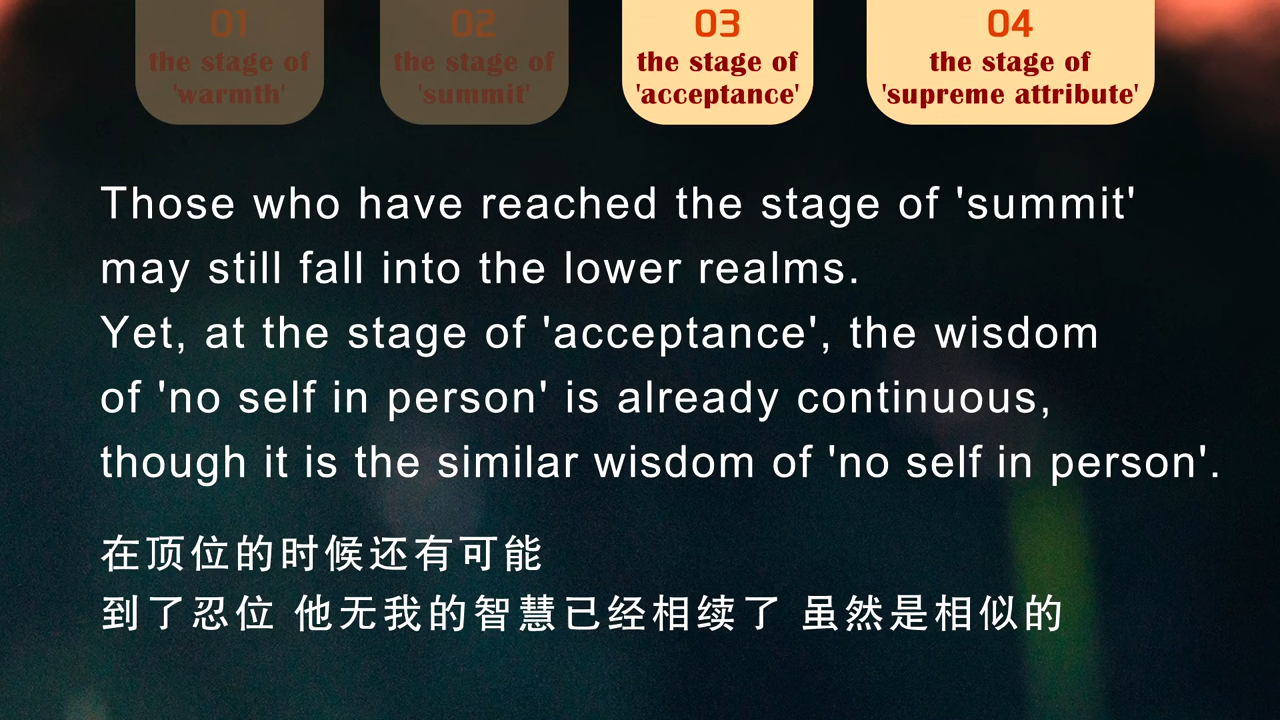 01
the stage of
'warmth'
02
the stage of
'summit'
03
the stage of
'acceptance'
04
the stage of
'supreme attribute'
Those who have reached the stage of 'summit'
may still fall into the lower realms.
Yet, at the stage of 'acceptance', the wisdom
of 'no self in person' is already continuous,
though it is the similar wisdom of 'no self in person'.
在顶位的时候还有可能
到了忍位 他无我的智慧已经相续了 虽然是相似的